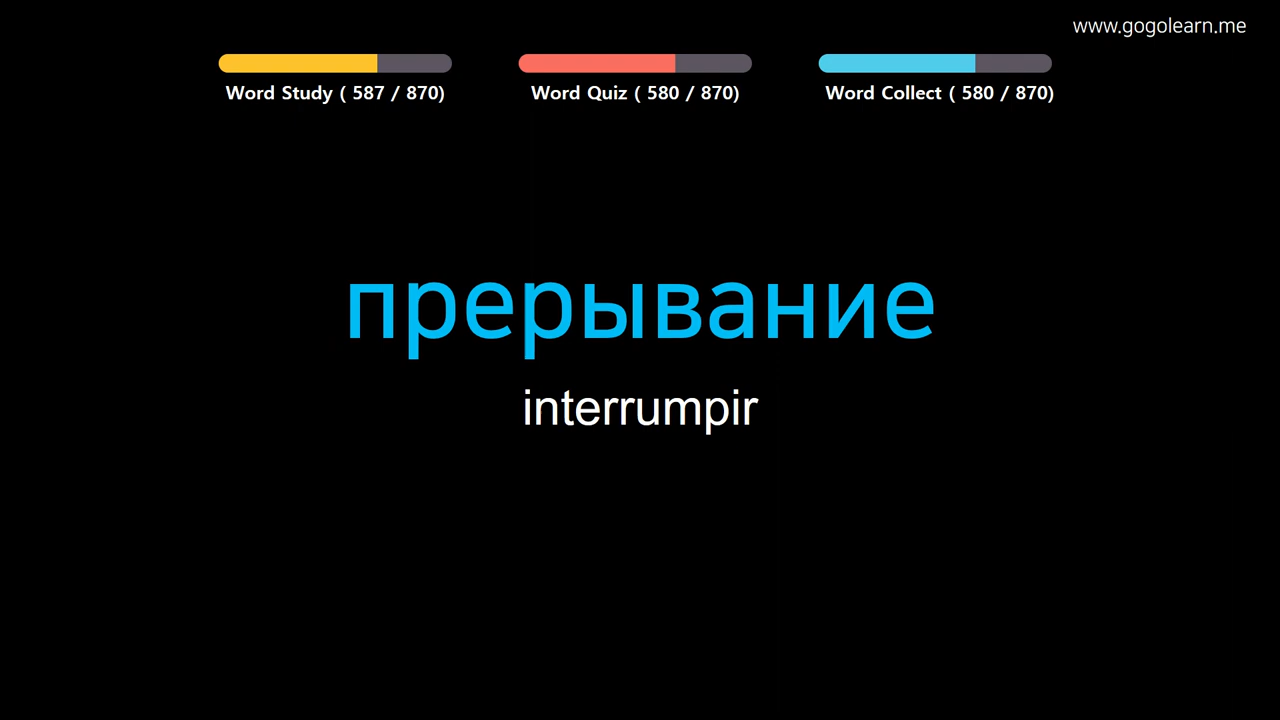 www.gogolearn.me
Word Study ( 587 / 870)
Word Quiz ( 580 / 870)
Word Collect ( 580 / 870)
прерывание
interrumpir